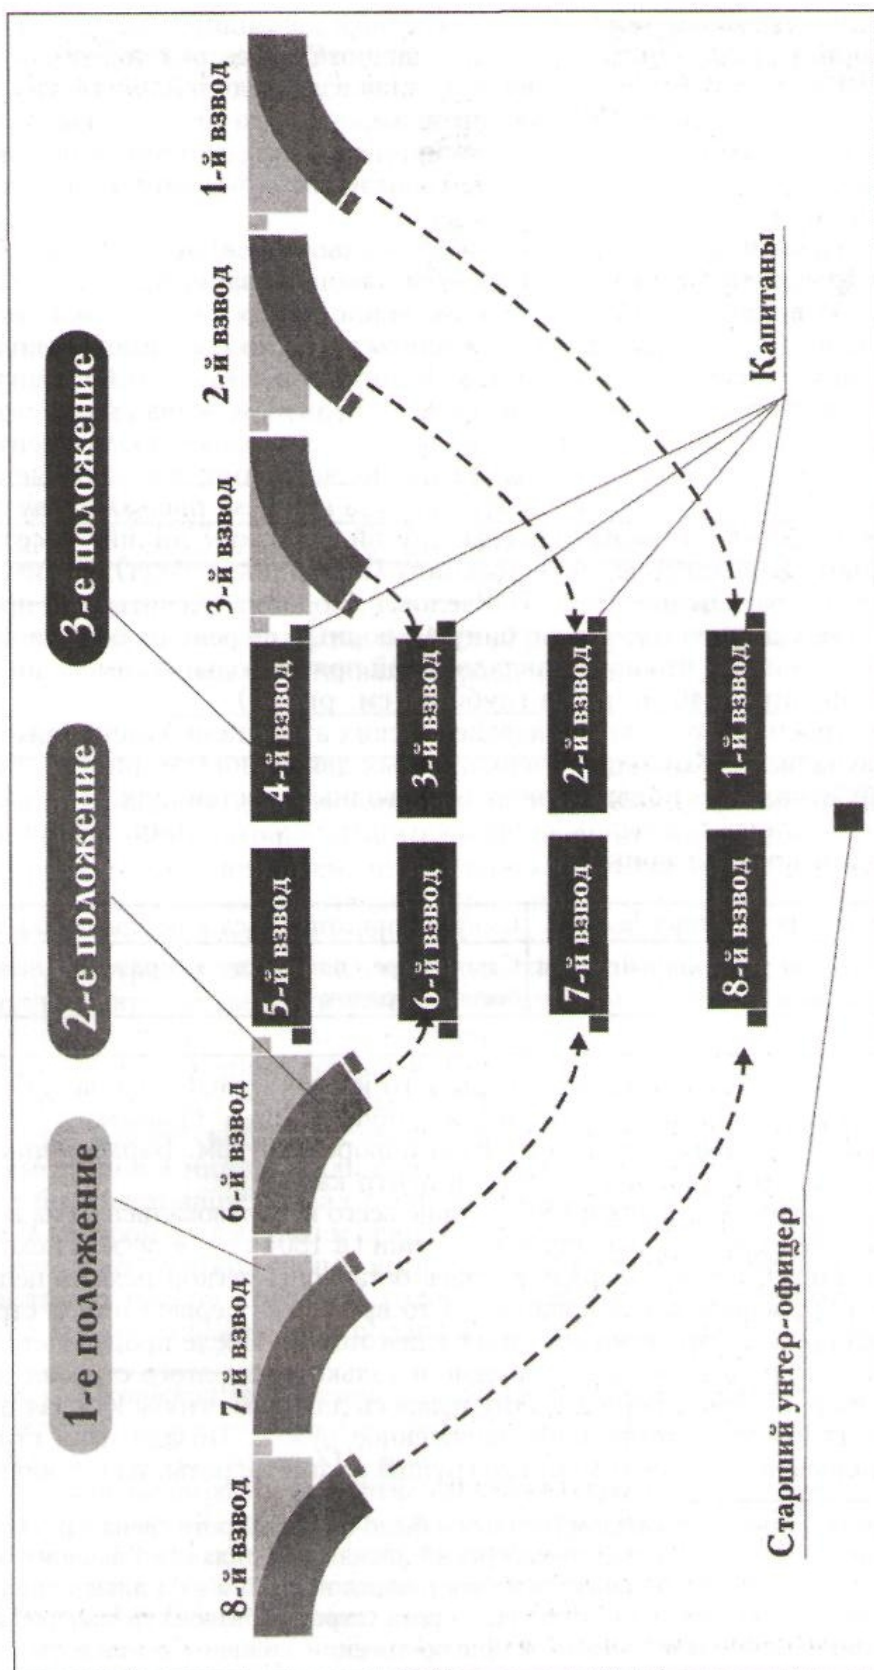 1-е положение
2-е положение
3-е положение
8-й взвод
7-й взвод
6-й взвод
5-й взвод
4-й взвод
3-й взвод
2-й взвод
1-й взвод
6-й взвод
3-й взвод
7-й взвод
2-й взвод
8-й взвод
1-й взвод
Капитаны
Старший унтер-офицер